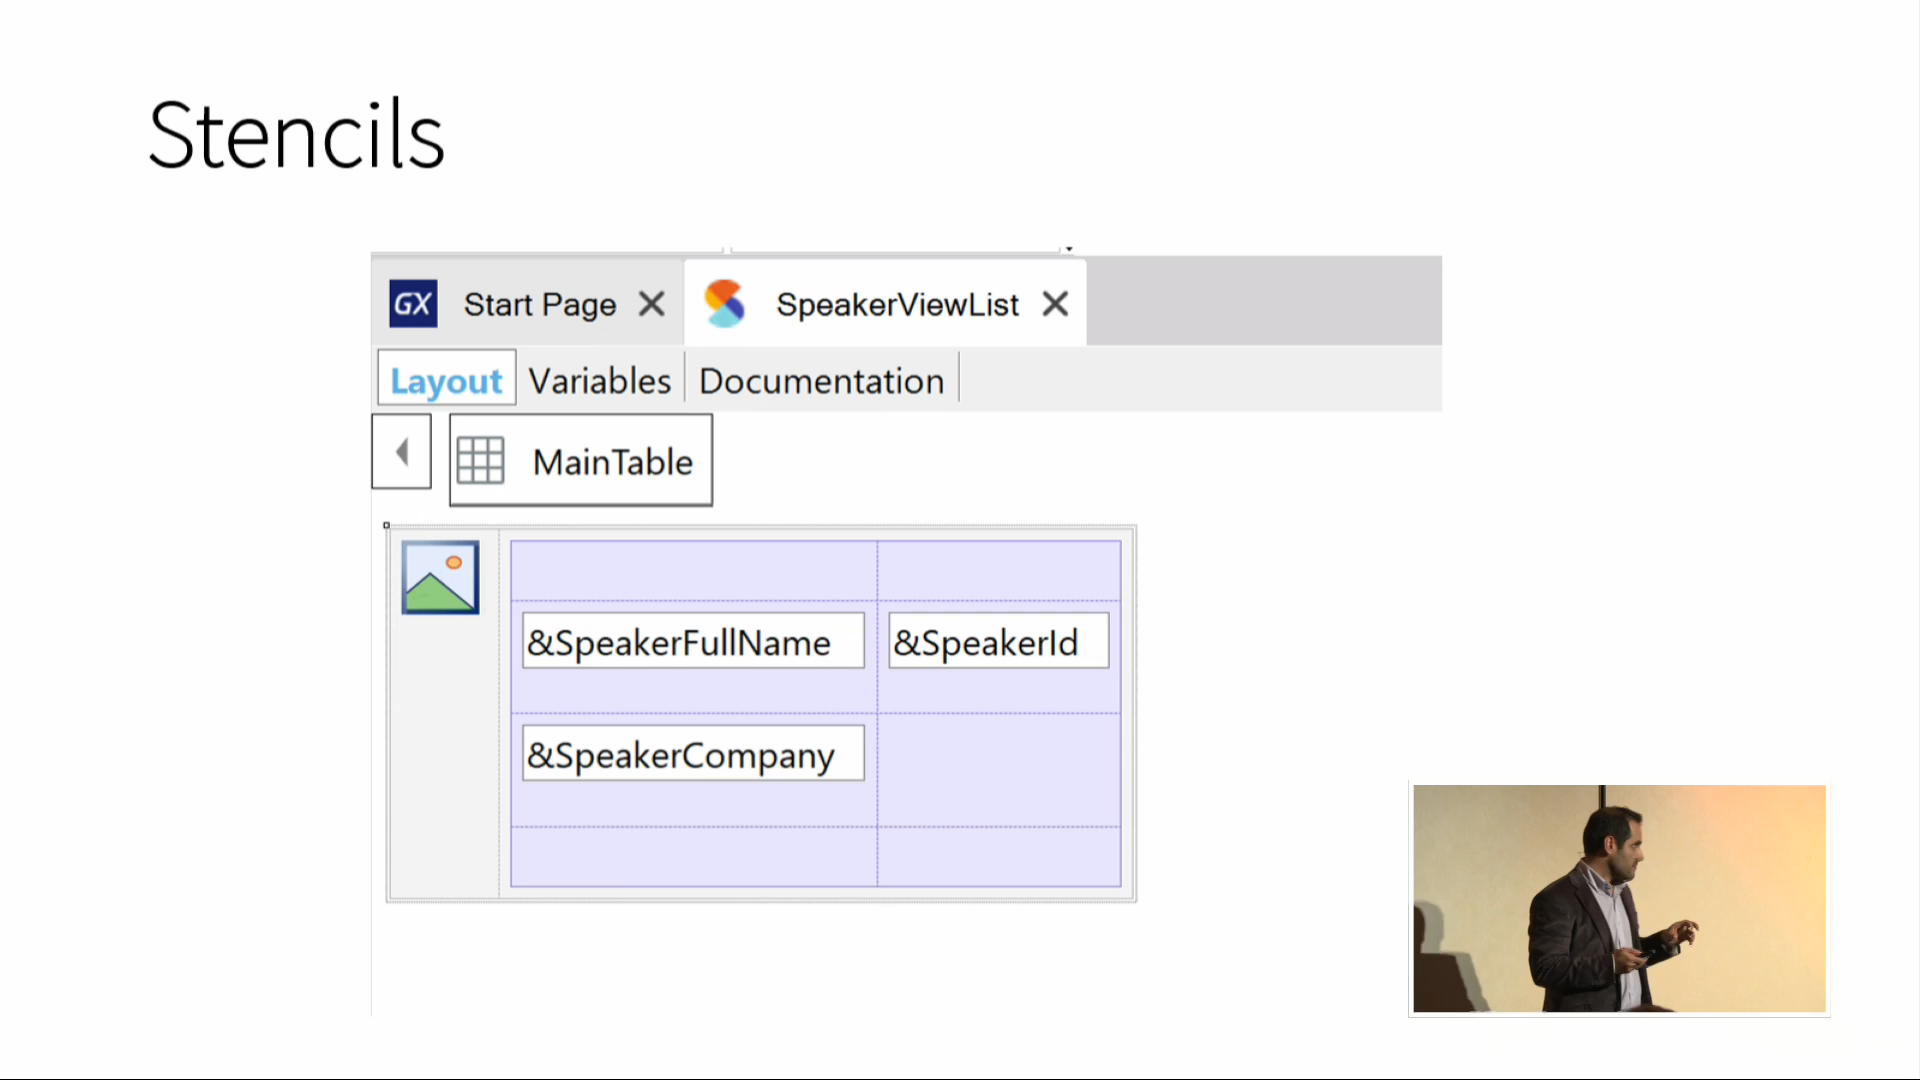 Stencils
GX Start Page SpeakerViewList
Layout Variables Documentation
MainTable
&SpeakerFullName &SpeakerId
&SpeakerCompany